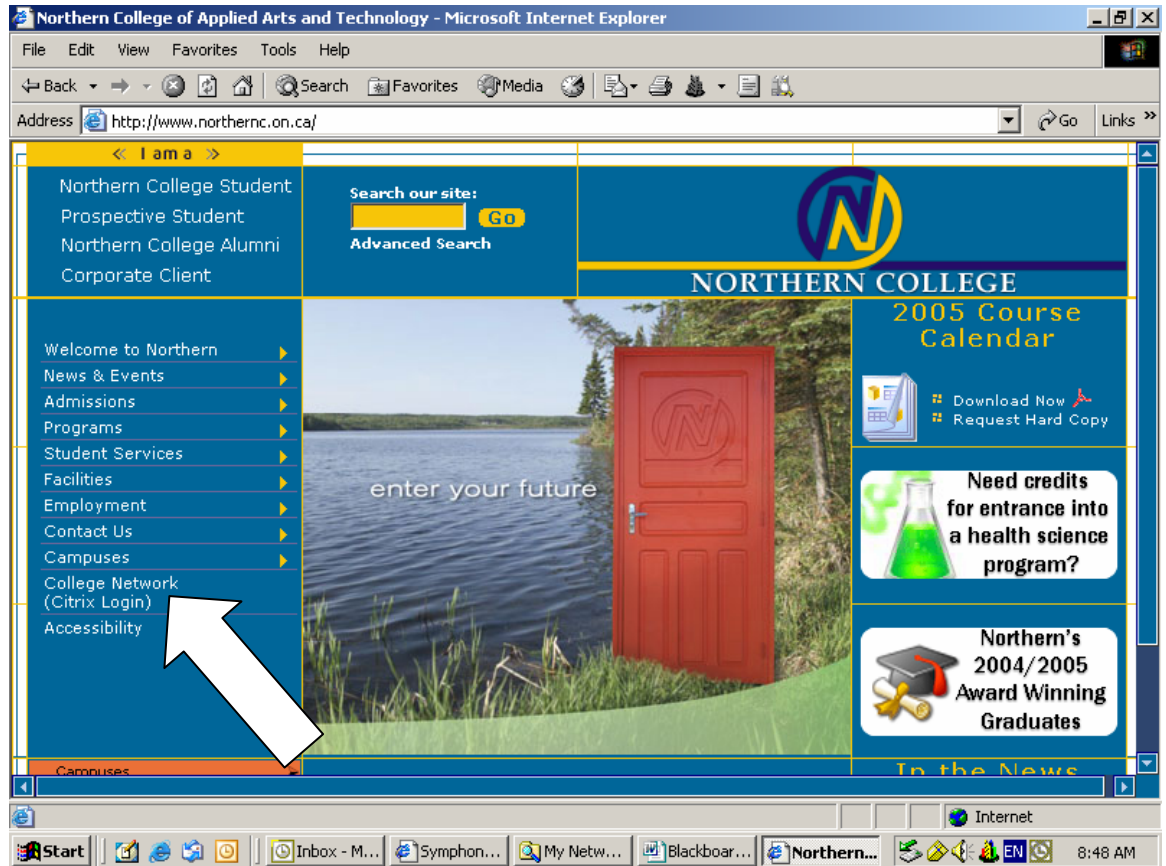 Northern College of Applied Arts and Technology - Microsoft Internet Explorer
File Edit View Favorites Tools Help
Back Search Favorites Media
Address http://www.northernc.on.ca/ Go Links »
« I am a »
Northern College Student
Prospective Student
Northern College Alumni
Corporate Client
Search our site:
Go
Advanced Search
N
NORTHERN COLLEGE
Welcome to Northern
News & Events
Admissions
Programs
Student Services
Facilities
Employment
Contact Us
Campuses
College Network
(Citrix Login)
Accessibility
Campuses
enter your future
N
2005 Course
Calendar
Download Now
Request Hard Copy
Need credits
for entrance into
a health science
program?
Northern's
2004/2005
Award Winning
Graduates
In the News
Internet
Start Inbox - M... Symphon... My Netw... Blackboar... Northern... EN 8:48 AM